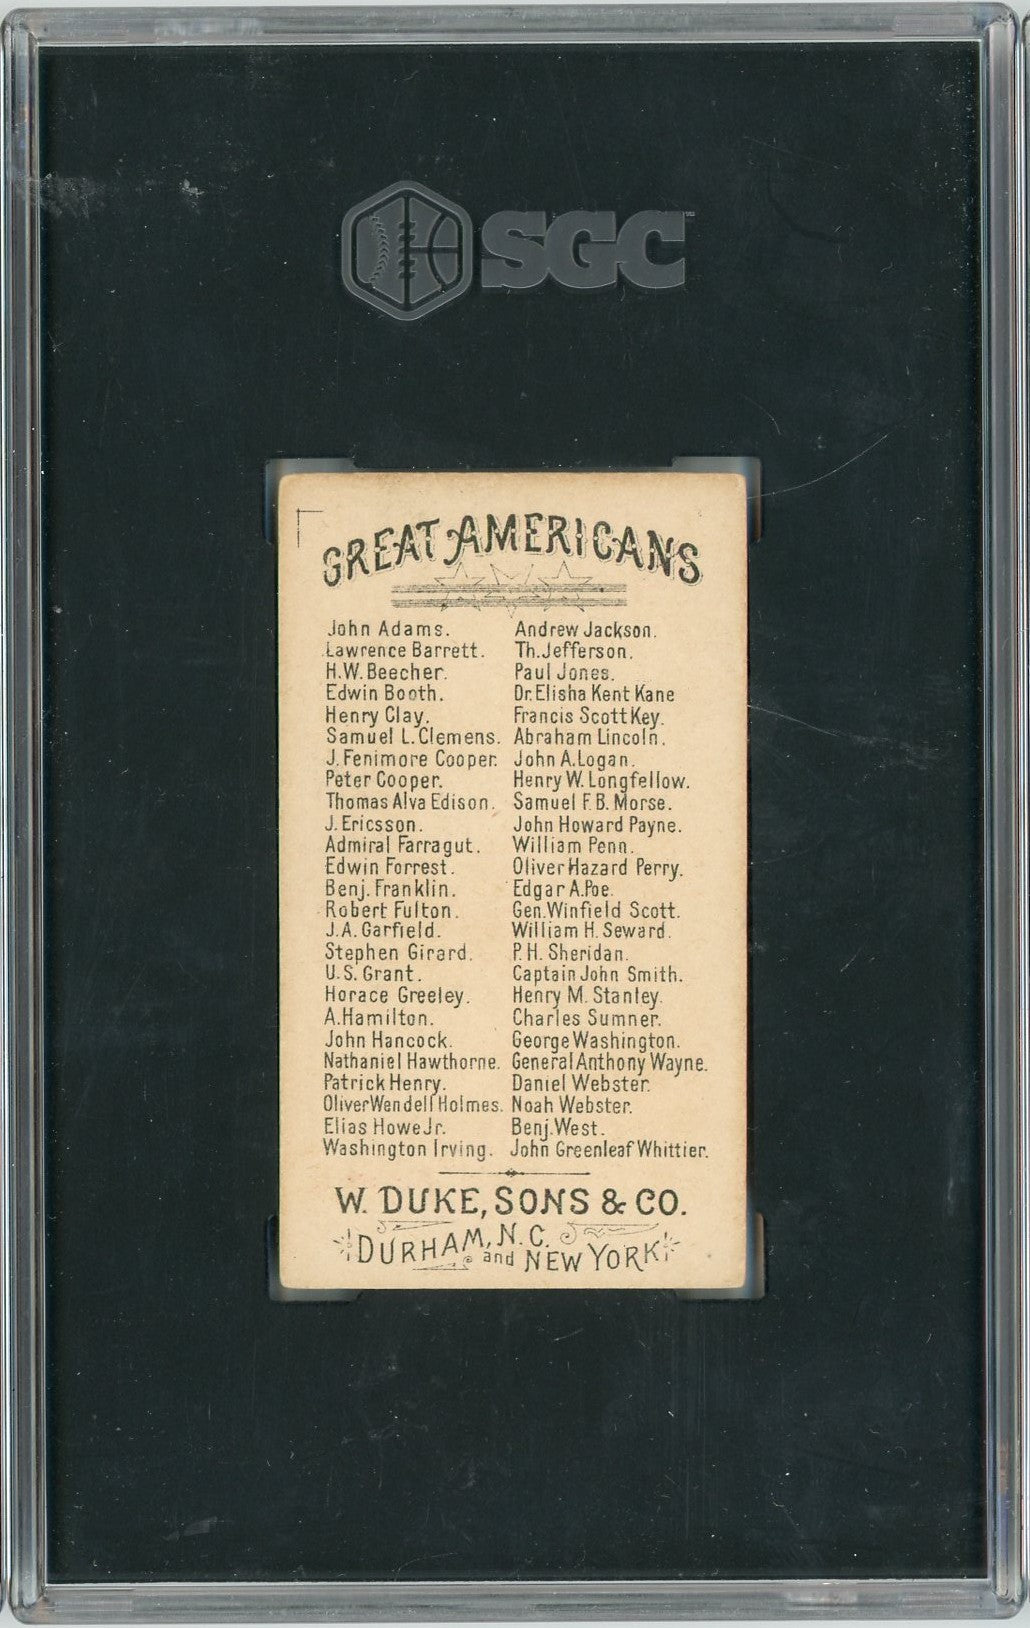 SGC™
GREAT AMERICANS
John Adams.
Lawrence Barrett.
H.W. Beecher.
Edwin Booth.
Henry Clay.
Samuel L. Clemens.
J. Fenimore Cooper.
Peter Cooper.
Thomas Alva Edison.
J. Ericsson.
Admiral Farragut.
Edwin Forrest.
Benj. Franklin.
Robert Fulton.
J.A. Garfield.
Stephen Girard.
U.S. Grant.
Horace Greeley.
A. Hamilton.
John Hancock.
Nathaniel Hawthorne.
Patrick Henry.
Oliver Wendell Holmes.
Elias Howe Jr.
Washington Irving.
Andrew Jackson.
Th. Jefferson.
Paul Jones.
Dr. Elisha Kent Kane
Francis Scott Key.
Abraham Lincoln.
John A. Logan.
Henry W. Longfellow.
Samuel F.B. Morse.
John Howard Payne.
William Penn.
Oliver Hazard Perry.
Edgar A. Poe.
Gen. Winfield Scott.
William H. Seward.
P.H. Sheridan.
Captain John Smith.
Henry M. Stanley.
Charles Sumner.
George Washington.
General Anthony Wayne.
Daniel Webster.
Noah Webster.
Benj. West.
John Greenleaf Whittier.
W. DUKE, SONS & CO.
DURHAM, N.C. and NEW YORK